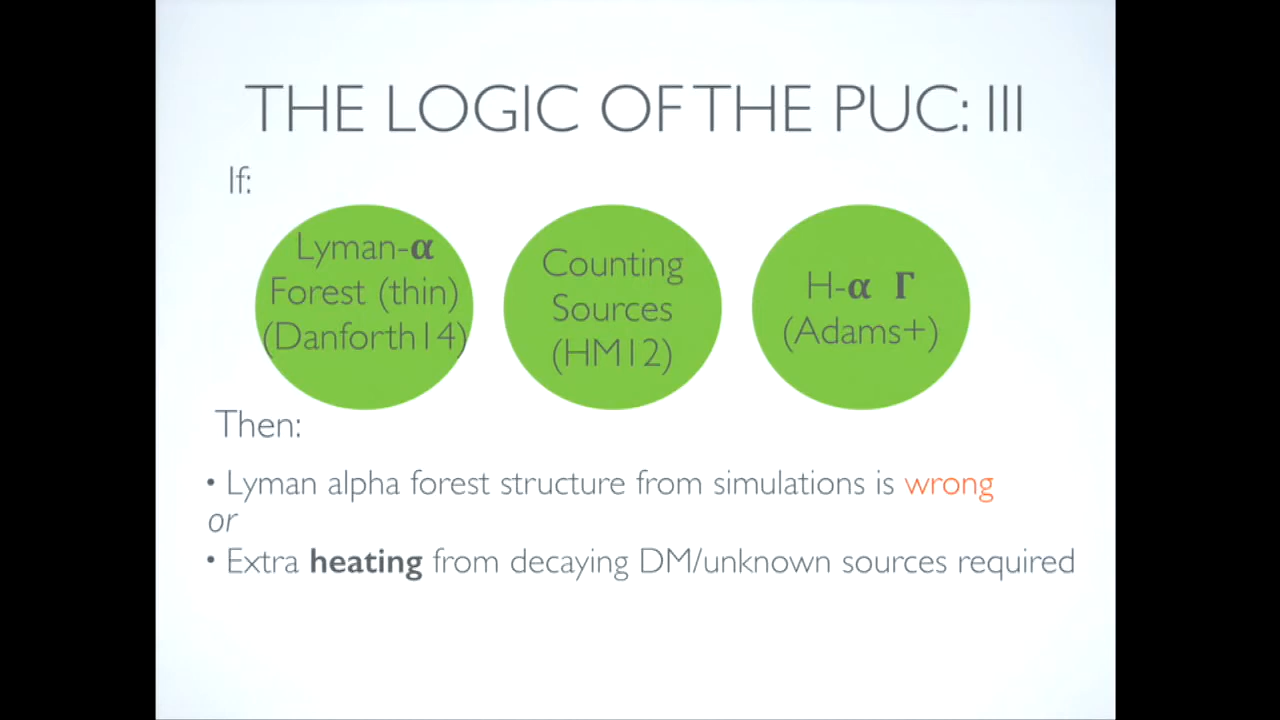 THE LOGIC OF THE PUC: III
If:
Lyman-α
Forest (thin)
(Danforth14)
Counting
Sources
(HM12)
H-α Γ
(Adams+)
Then:
• Lyman alpha forest structure from simulations is wrong
or
• Extra heating from decaying DM/unknown sources required